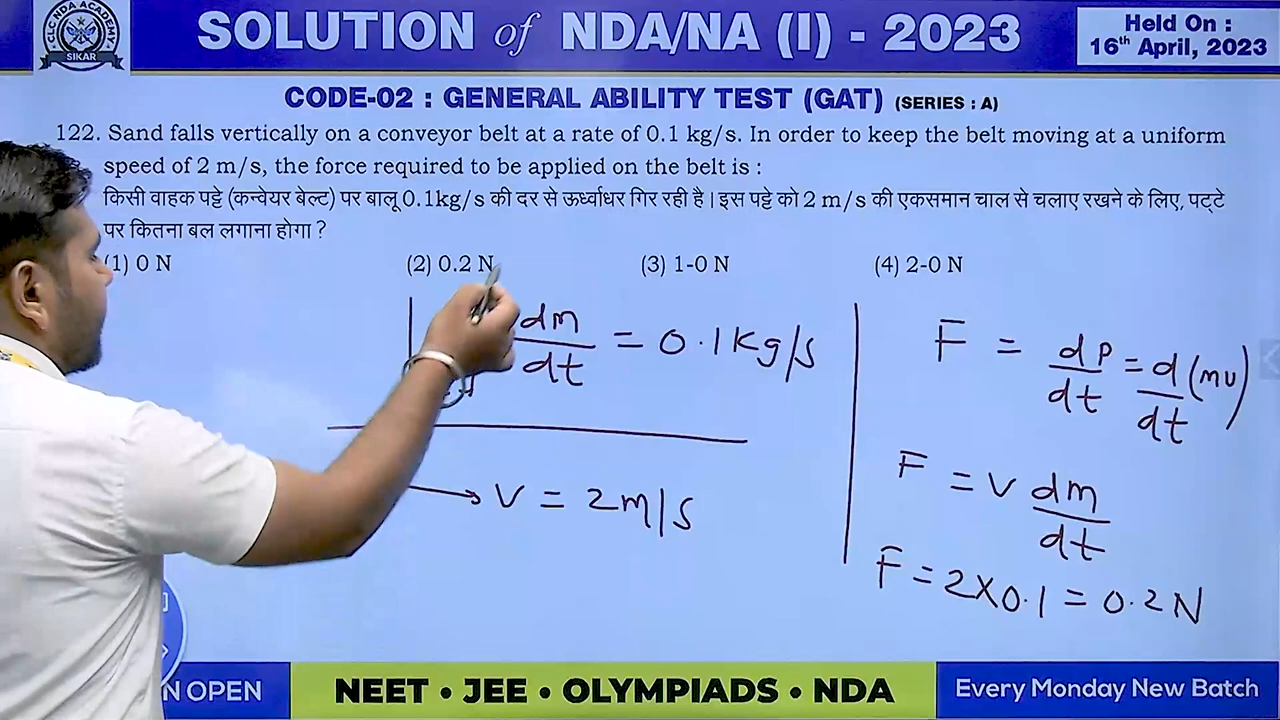 CLC NDA ACADEMY
SIKAR
SOLUTION of NDA/NA (I) - 2023
Held On :
16th April, 2023
CODE-02 : GENERAL ABILITY TEST (GAT) (SERIES : A)
122. Sand falls vertically on a conveyor belt at a rate of 0.1 kg/s. In order to keep the belt moving at a uniform
speed of 2 m/s, the force required to be applied on the belt is :
किसी वाहक पट्टे (कन्वेयर बेल्ट) पर बालू 0.1kg/s की दर से ऊर्ध्वाधर गिर रही है। इस पट्टे को 2 m/s की एकसमान चाल से चलाए रखने के लिए, पट्टे
पर कितना बल लगाना होगा ?
(1) 0 N (2) 0.2 N (3) 1-0 N (4) 2-0 N
dm/dt = 0.1 kg/s
V = 2m/s
F = dP/dt = d/dt (mv)
F = V dm/dt
F = 2X0.1 = 0.2N
N OPEN
NEET • JEE • OLYMPIADS • NDA
Every Monday New Batch